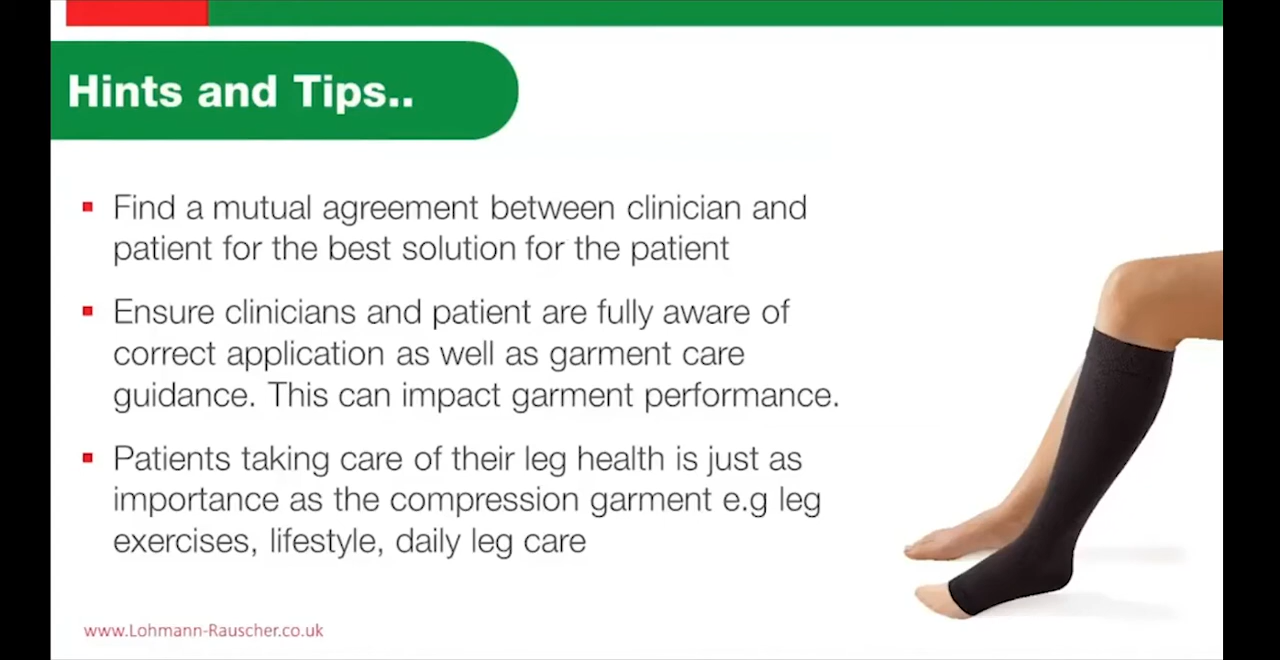 Hints and Tips..
Find a mutual agreement between clinician and
patient for the best solution for the patient
Ensure clinicians and patient are fully aware of
correct application as well as garment care
guidance. This can impact garment performance.
Patients taking care of their leg health is just as
importance as the compression garment e.g leg
exercises, lifestyle, daily leg care
www.Lohmann-Rauscher.co.uk